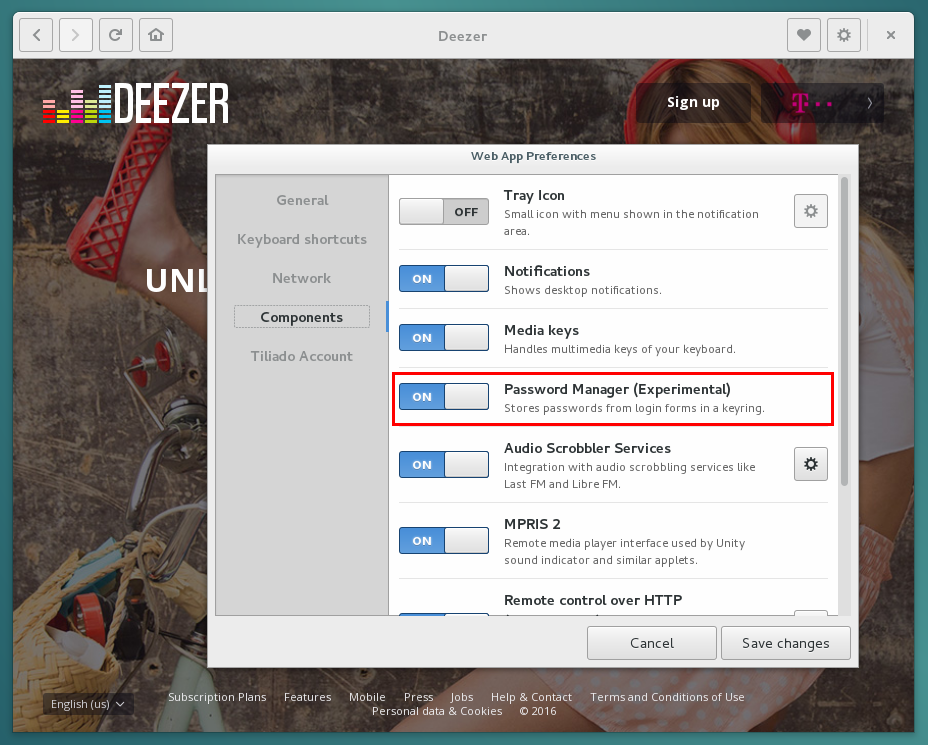 Deezer
DEEZER
Sign up
T··
Web App Preferences
UNL
General
Keyboard shortcuts
Network
Components
Tiliado Account
OFF
Tray Icon
Small icon with menu shown in the notification
area.
ON
Notifications
Shows desktop notifications.
ON
Media keys
Handles multimedia keys of your keyboard.
ON
Password Manager (Experimental)
Stores passwords from login forms in a keyring.
ON
Audio Scrobbler Services
Integration with audio scrobbling services like
Last FM and Libre FM.
ON
MPRIS 2
Remote media player interface used by Unity
sound indicator and similar applets.
Remote control over HTTP
Cancel
Save changes
English (us)
Subscription Plans Features Mobile Press Jobs Help & Contact Terms and Conditions of Use
Personal data & Cookies © 2016